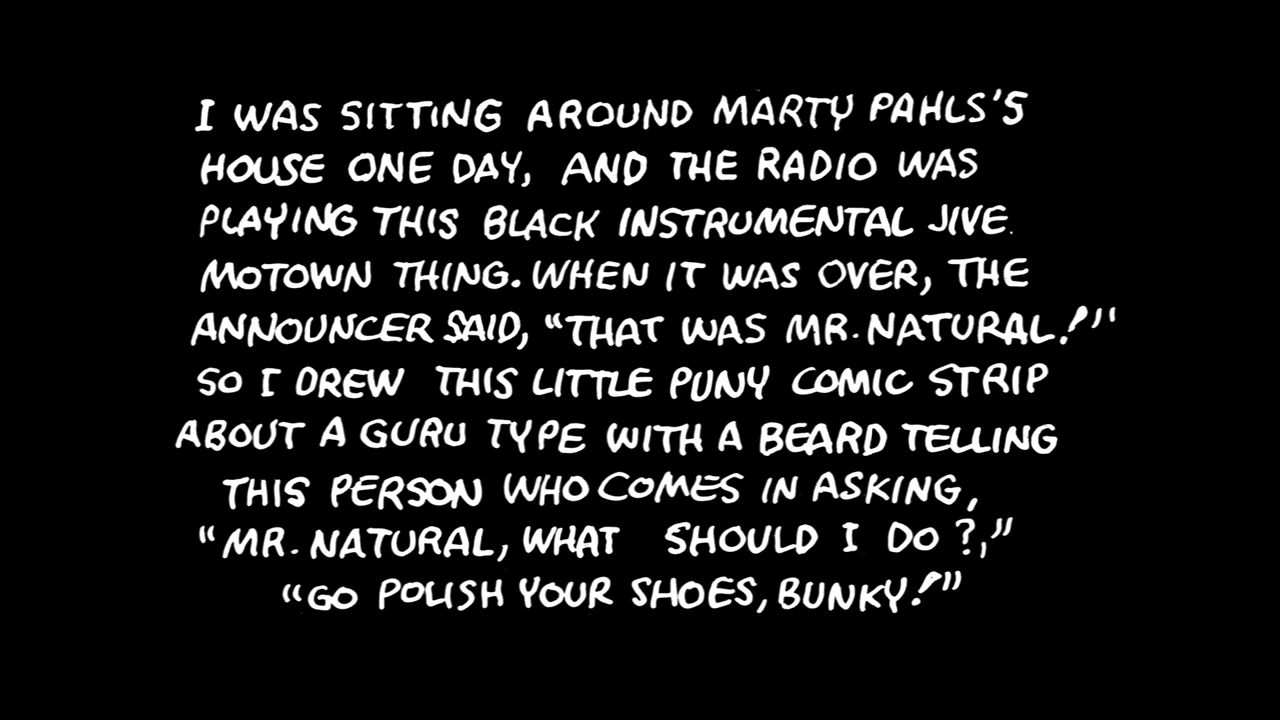 I WAS SITTING AROUND MARTY PAHLS'S
HOUSE ONE DAY, AND THE RADIO WAS
PLAYING THIS BLACK INSTRUMENTAL JIVE
MOTOWN THING. WHEN IT WAS OVER, THE
ANNOUNCER SAID, "THAT WAS MR. NATURAL!"
SO I DREW THIS LITTLE PUNY COMIC STRIP
ABOUT A GURU TYPE WITH A BEARD TELLING
THIS PERSON WHO COMES IN ASKING,
"MR. NATURAL, WHAT SHOULD I DO?,"
"GO POLISH YOUR SHOES, BUNKY!"